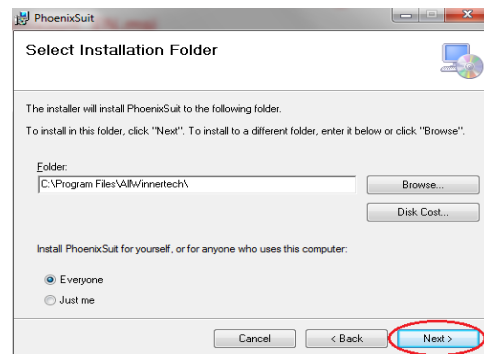 PhoenixSuit
Select Installation Folder
The installer will install PhoenixSuit to the following folder.
To install in this folder, click "Next". To install to a different folder, enter it below or click "Browse".
Folder:
C:\Program Files\AllWinnertech\
Browse...
Disk Cost...
Install PhoenixSuit for yourself, or for anyone who uses this computer:
Everyone
Just me
Cancel
< Back
Next >